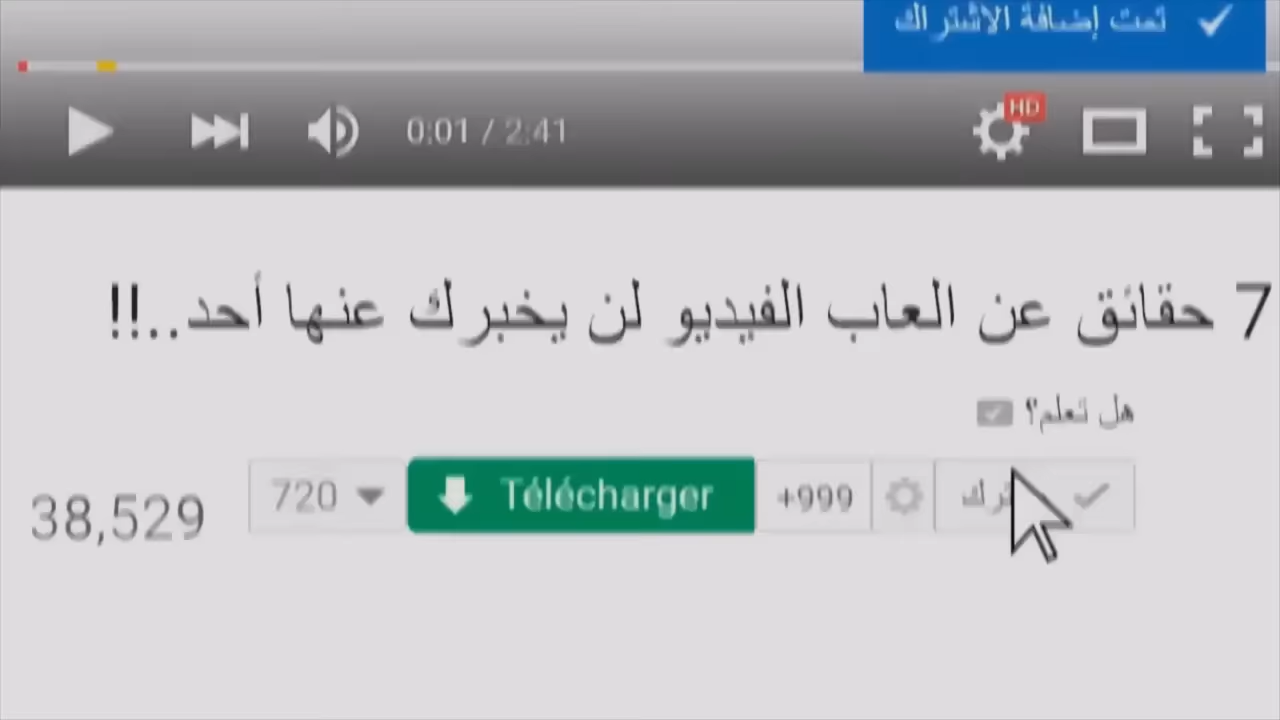 تمت إضافة الاشتراك
0:01 / 2:41
HD
7 حقائق عن العاب الفيديو لن يخبرك عنها أحد..!!
هل تعلم؟
+999
Télécharger
720
38,529